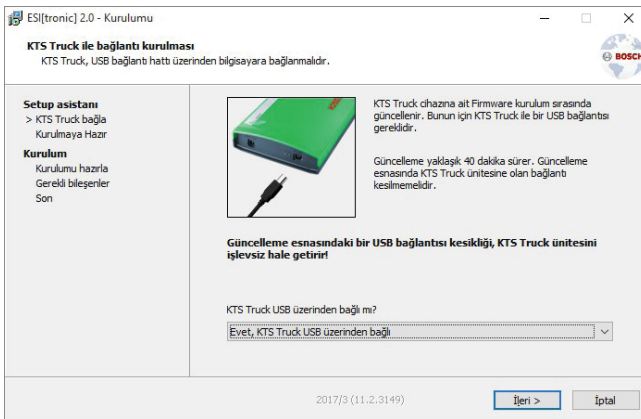 ESI[tronic] 2.0 - Kurulumu
KTS Truck ile bağlantı kurulması
KTS Truck, USB bağlantı hattı üzerinden bilgisayara bağlanmalıdır.
BOSCH
Setup asistanı
> KTS Truck bağla
Kurulmaya Hazır
Kurulum
Kurulumu hazırla
Gerekli bileşenler
Son
KTS Truck cihazına ait Firmware kurulum sırasında
güncellenir. Bunun için KTS Truck ile bir USB bağlantısı
gereklidir.
Güncelleme yaklaşık 40 dakika sürer. Güncelleme
esnasında KTS Truck ünitesine olan bağlantı
kesilmemelidir.
Güncelleme esnasındaki bir USB bağlantısı kesikliği, KTS Truck ünitesini
işlevsiz hale getirir!
KTS Truck USB üzerinden bağlı mı?
Evet, KTS Truck USB üzerinden bağlı
2017/3 (11.2.3149)
İleri >
İptal